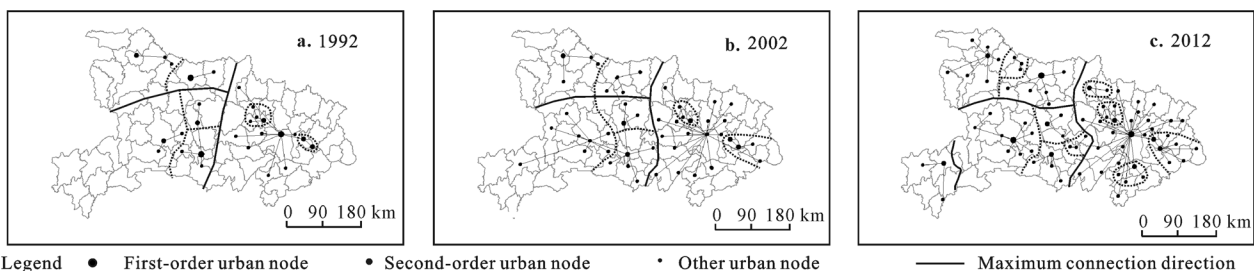 a. 1992
0 90 180 km
b. 2002
0 90 180 km
c. 2012
0 90 180 km
Legend First-order urban node Second-order urban node Other urban node Maximum connection direction